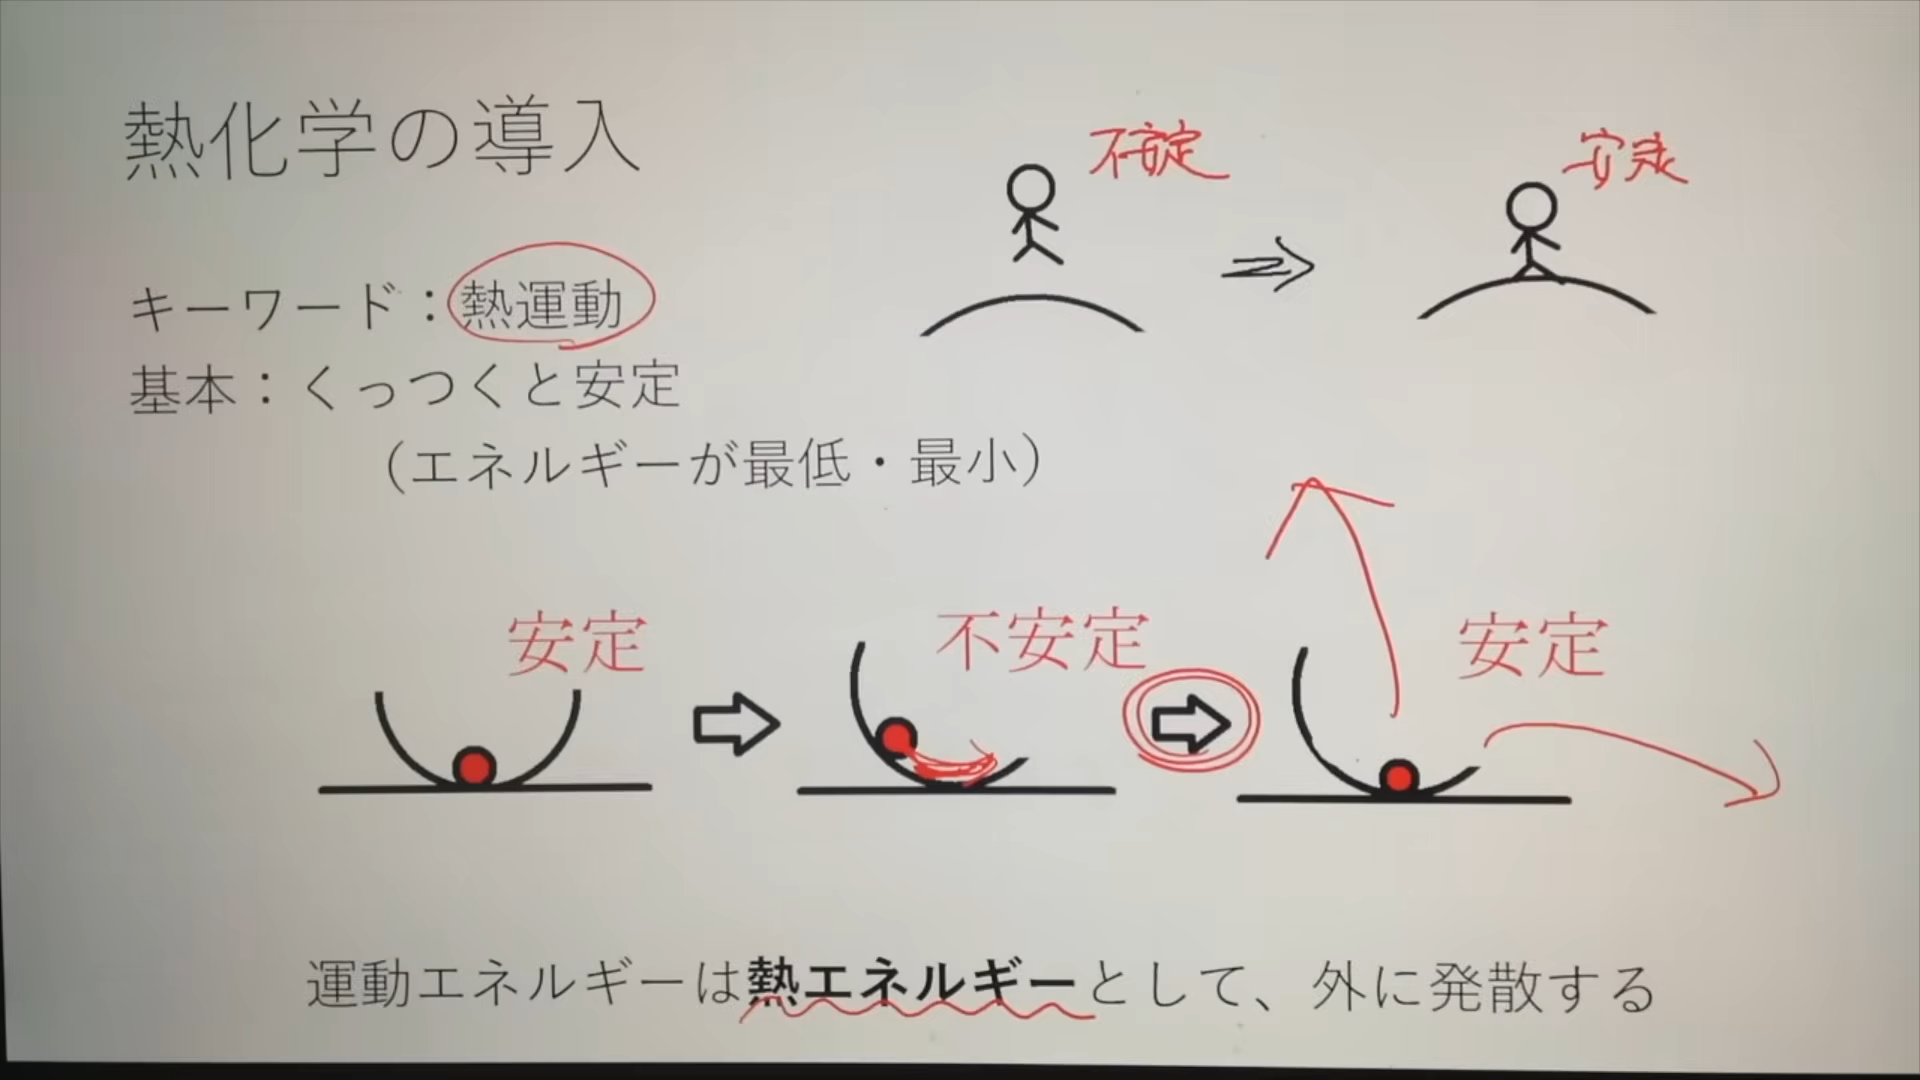 熱化学の導入
不安定
安定
キーワード：熱運動
基本：くっつくと安定
（エネルギーが最低・最小）
安定
不安定
安定
運動エネルギーは熱エネルギーとして、外に発散する